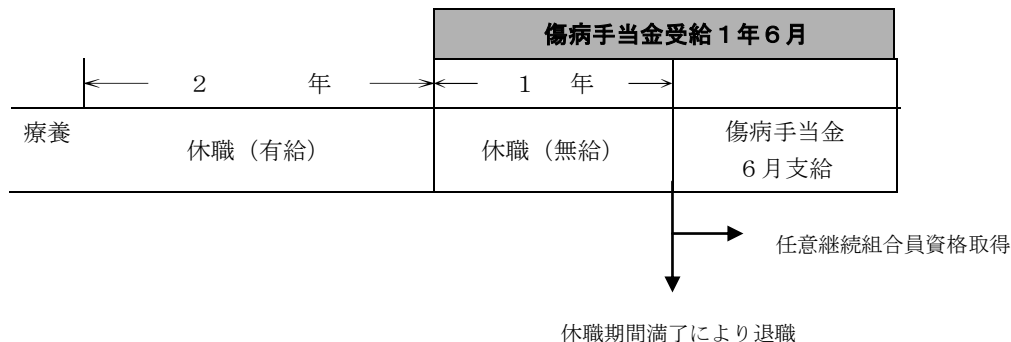 傷病手当金受給1年6月
2 年
1 年
療養
休職（有給）
休職（無給）
傷病手当金
6月支給
任意継続組合員資格取得
休職期間満了により退職